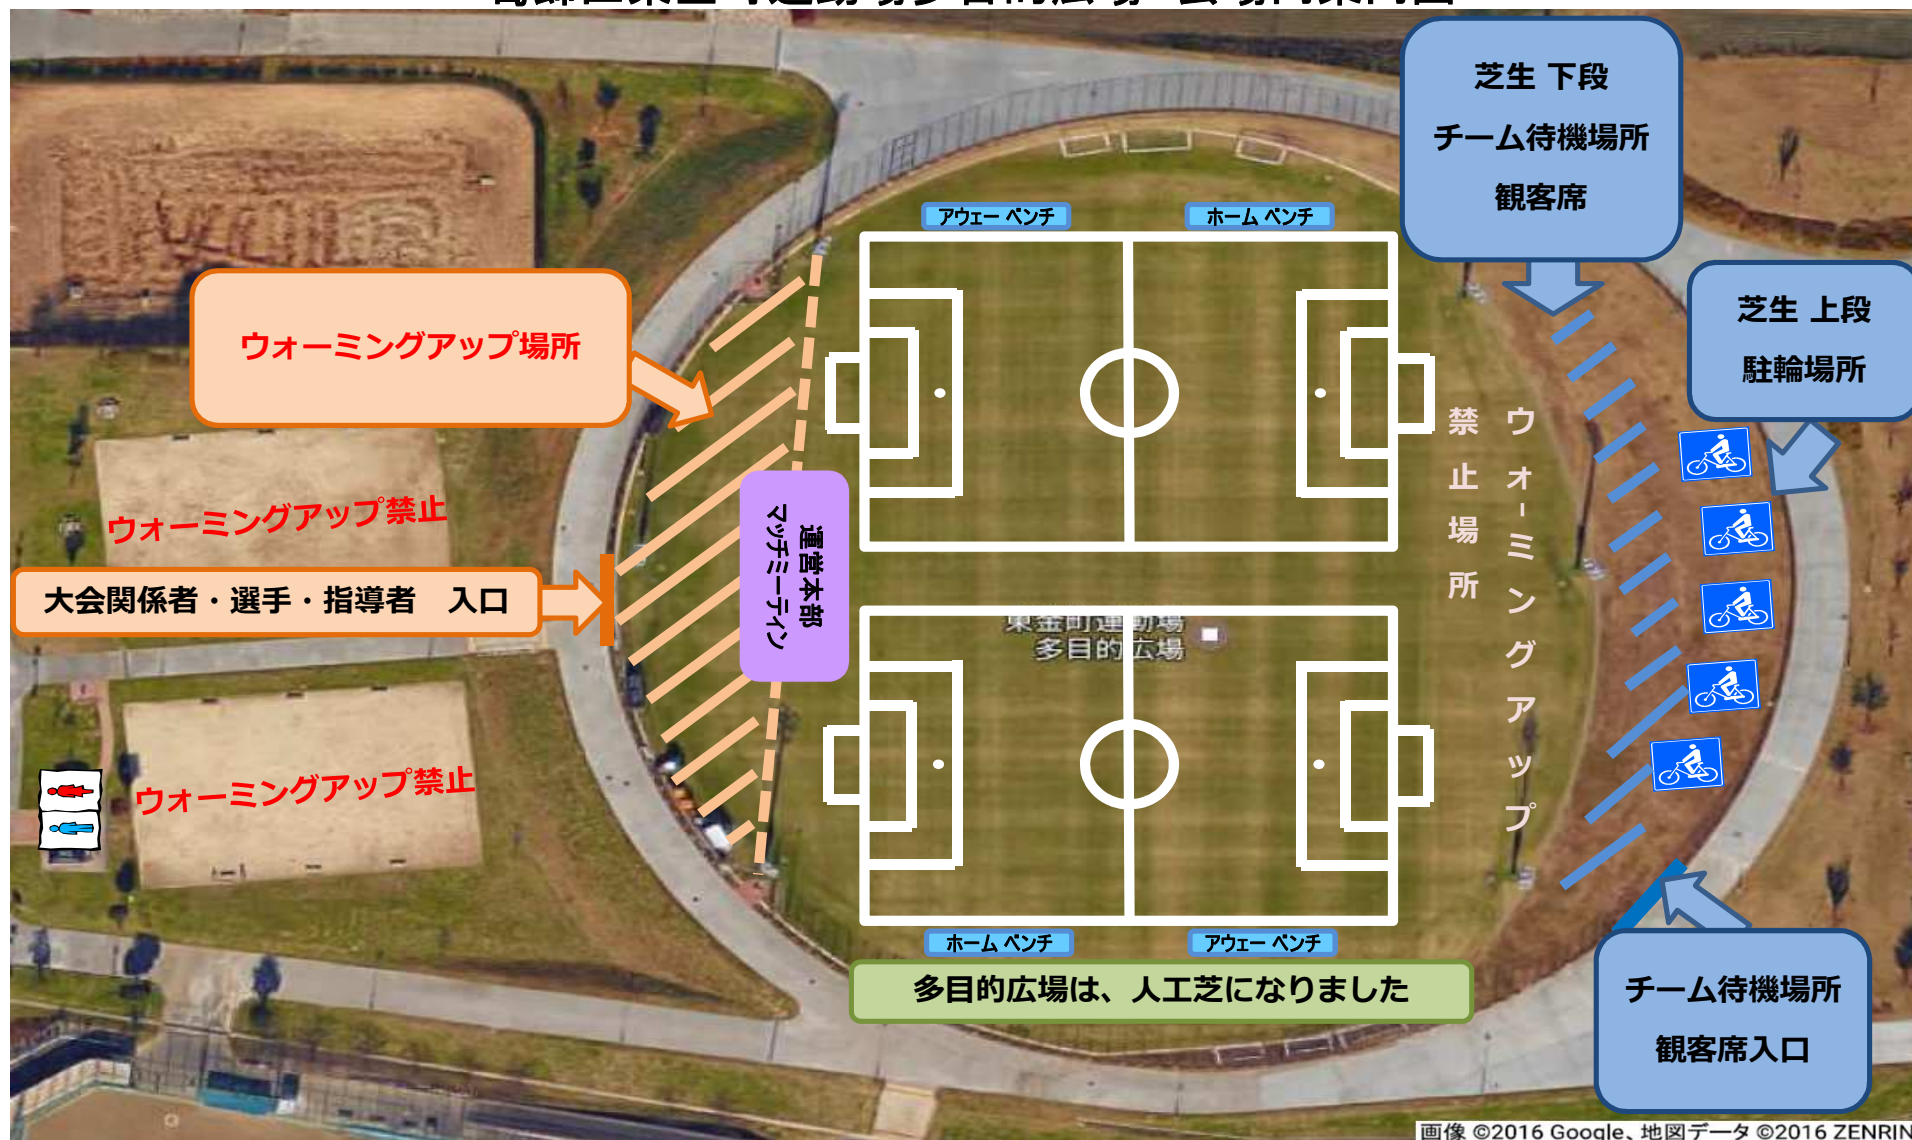 アウェー ベンチ
ホーム ベンチ
芝生 下段
チーム待機場所
観客席
芝生 上段
駐輪場所
ウォーミングアップ場所
ウォーミングアップ
禁止場所
ウォーミングアップ禁止
運営本部
マッチミーティン
大会関係者・選手・指導者　入口
東金町運動場
多目的広場
ウォーミングアップ禁止
ホーム ベンチ
アウェー ベンチ
多目的広場は、人工芝になりました
チーム待機場所
観客席入口
画像 ©2016 Google、地図データ ©2016 ZENRIN